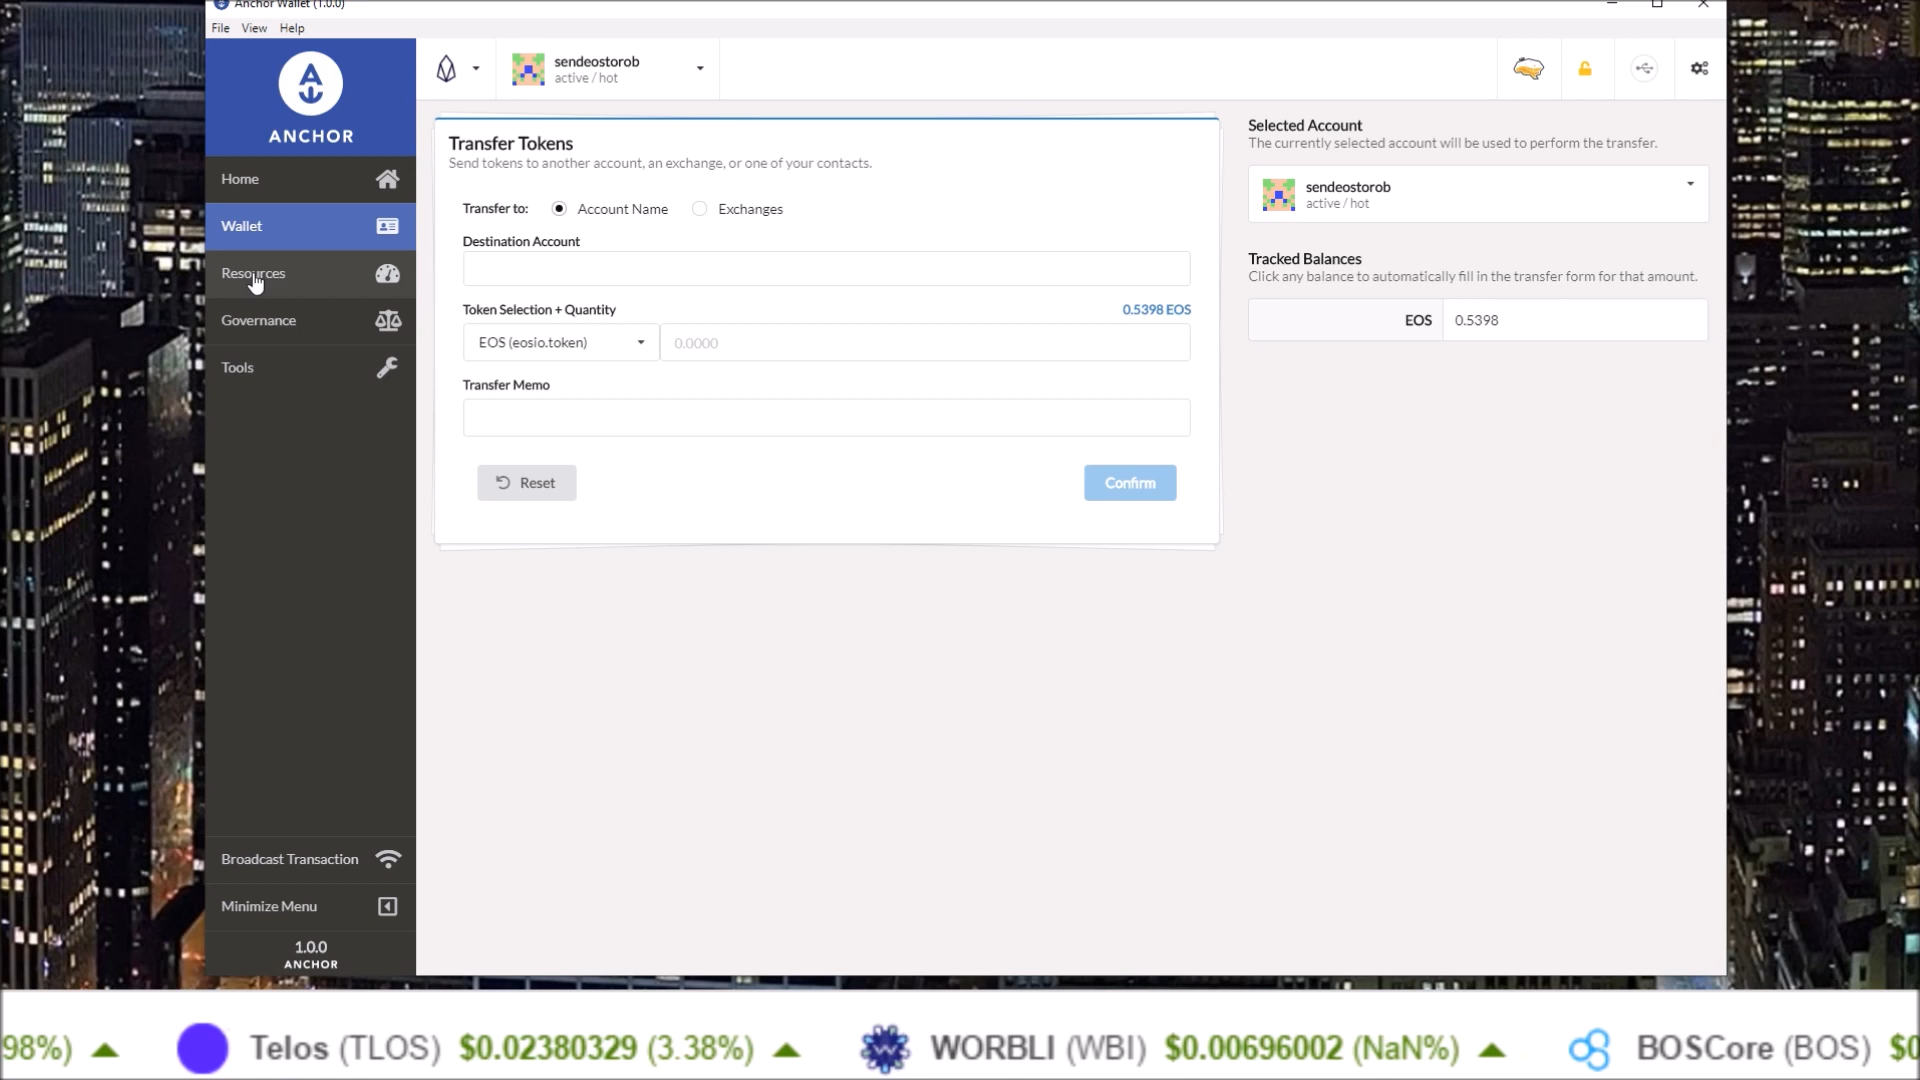 Anchor Wallet (1.0.0)
File View Help
ANCHOR
sendeostorob
active / hot
Home
Wallet
Resources
Governance
Tools
Transfer Tokens
Send tokens to another account, an exchange, or one of your contacts.
Transfer to: Account Name Exchanges
Destination Account
Token Selection + Quantity 0.5398 EOS
EOS (eosio.token) 0.0000
Transfer Memo
Reset Confirm
Selected Account
The currently selected account will be used to perform the transfer.
sendeostorob
active / hot
Tracked Balances
Click any balance to automatically fill in the transfer form for that amount.
EOS 0.5398
Broadcast Transaction
Minimize Menu
1.0.0
ANCHOR
98%) Telos (TLOS) $0.02380329 (3.38%) WORBLI (WBI) $0.00696002 (NaN%) BOSCore (BOS) $0